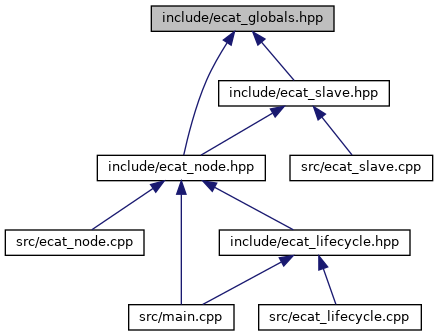 include/ecat_globals.hpp
include/ecat_slave.hpp
include/ecat_node.hpp
src/ecat_slave.cpp
src/ecat_node.cpp
include/ecat_lifecycle.hpp
src/main.cpp
src/ecat_lifecycle.cpp